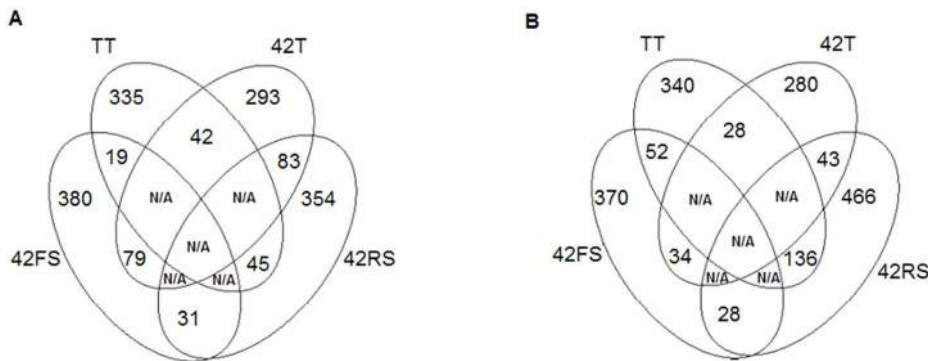 A
B
TT 42T
TT 42T
335 293
340 280
42
28
19 83
52 43
380 N/A N/A 354
370 N/A N/A 466
N/A
N/A
42FS 79 45 42RS
42FS 34 136 42RS
N/A N/A
N/A N/A
31
28